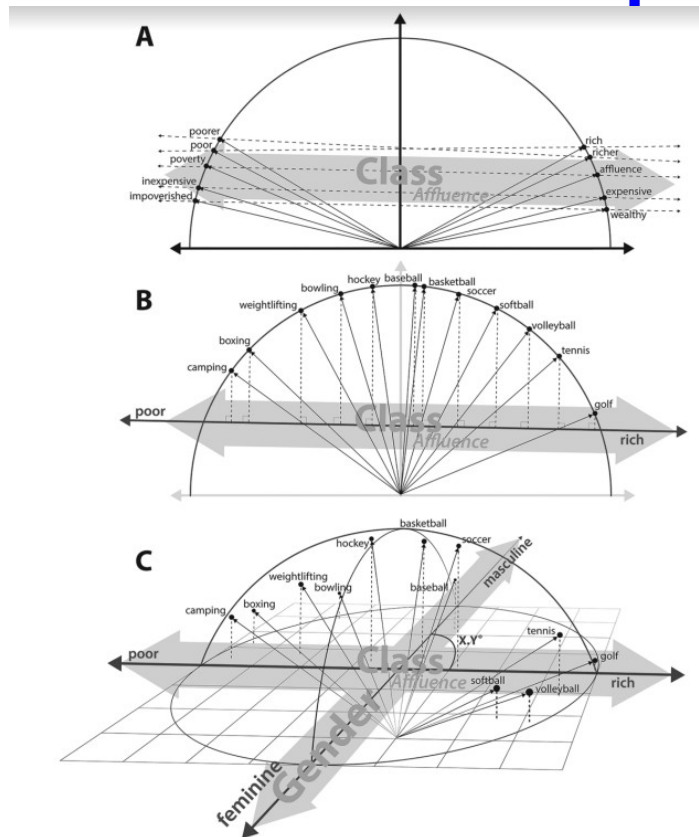 A
poorer
rich
poor
richer
poverty
affluence
Class
Affluence
inexpensive
expensive
impoverished
wealthy
B
hockey
baseball
basketball
bowling
soccer
weightlifting
softball
boxing
volleyball
camping
tennis
golf
poor
Class
Affluence
rich
C
basketball
hockey
soccer
masculine
weightlifting
bowling
baseball
camping
boxing
X,Y°
tennis
poor
Class
golf
Affluence
rich
softball
volleyball
Gender
feminine